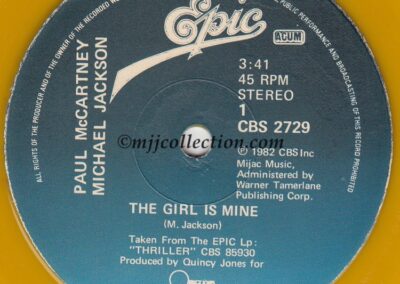 ALL RIGHTS OF THE PRODUCER AND OF THE OWNER OF THE RECORDED
PUBLIC PERFORMANCE AND BROADCASTING OF THIS RECORD PROHIBITED
Epic
ACUM
PAUL McCARTNEY
MICHAEL JACKSON
3:41
45 RPM
STEREO
1
CBS 2729
©mijjcollection.com
℗ 1982 CBS Inc
Mijac Music,
Administered by
Warner Tamerlane
Publishing Corp.
THE GIRL IS MINE
(M. Jackson)
Taken From The EPIC Lp:
"THRILLER" CBS 85930
Produced by Quincy Jones for